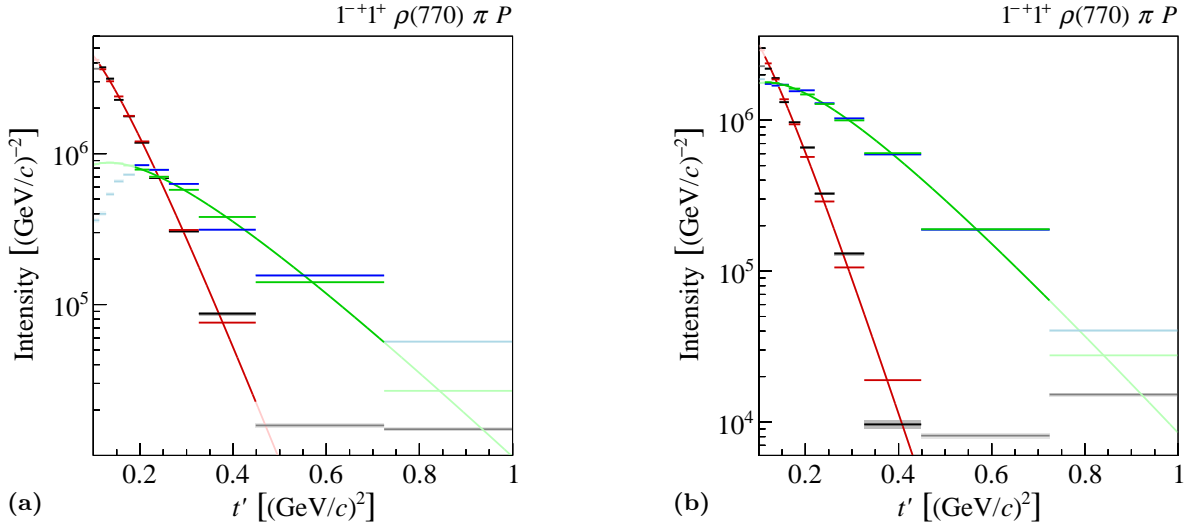 1⁻⁺1⁺ ρ(770) π P
Intensity [(GeV/c)⁻²]
10⁶
10⁵
0.2 0.4 0.6 0.8 1
(a) t′ [(GeV/c)²]
1⁻⁺1⁺ ρ(770) π P
Intensity [(GeV/c)⁻²]
10⁶
10⁵
10⁴
0.2 0.4 0.6 0.8 1
(b) t′ [(GeV/c)²]